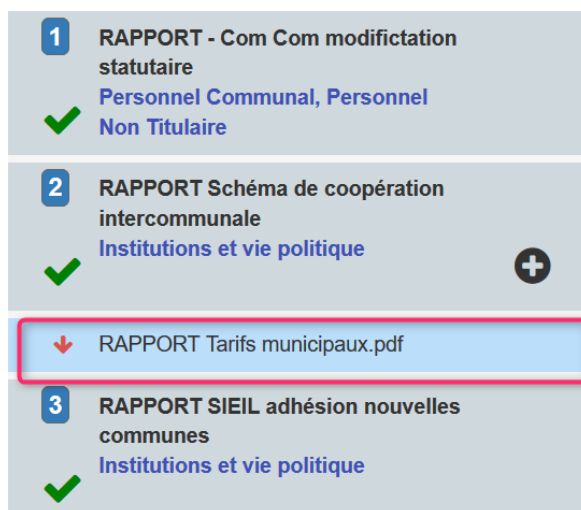 1
RAPPORT - Com Com modifictation
statutaire
Personnel Communal, Personnel
Non Titulaire
2
RAPPORT Schéma de coopération
intercommunale
Institutions et vie politique
RAPPORT Tarifs municipaux.pdf
3
RAPPORT SIEIL adhésion nouvelles
communes
Institutions et vie politique